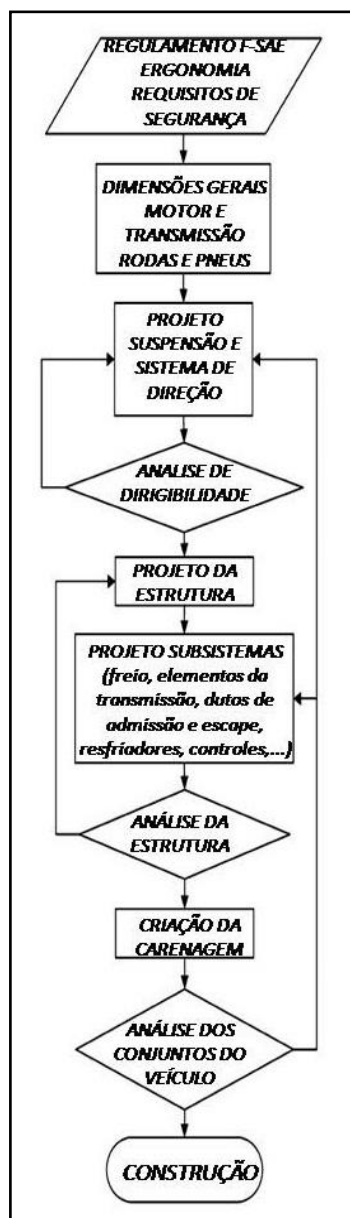 REGULAMENTO F-SAE
ERGONOMIA
REQUISITOS DE
SEGURANÇA
DIMENSÕES GERAIS
MOTOR E
TRANSMISSÃO
RODAS E PNEUS
PROJETO
SUSPENSÃO E
SISTEMA DE
DIREÇÃO
ANALISE DE
DIRIGIBILIDADE
PROJETO DA
ESTRUTURA
PROJETO SUBSISTEMAS
(freio, elementos da
transmissão, dutos de
admissão e escape,
resfriadores, controles,...)
ANÁLISE DA
ESTRUTURA
CRIAÇÃO DA
CARENAGEM
ANÁLISE DOS
CONJUNTOS DO
VEÍCULO
CONSTRUÇÃO